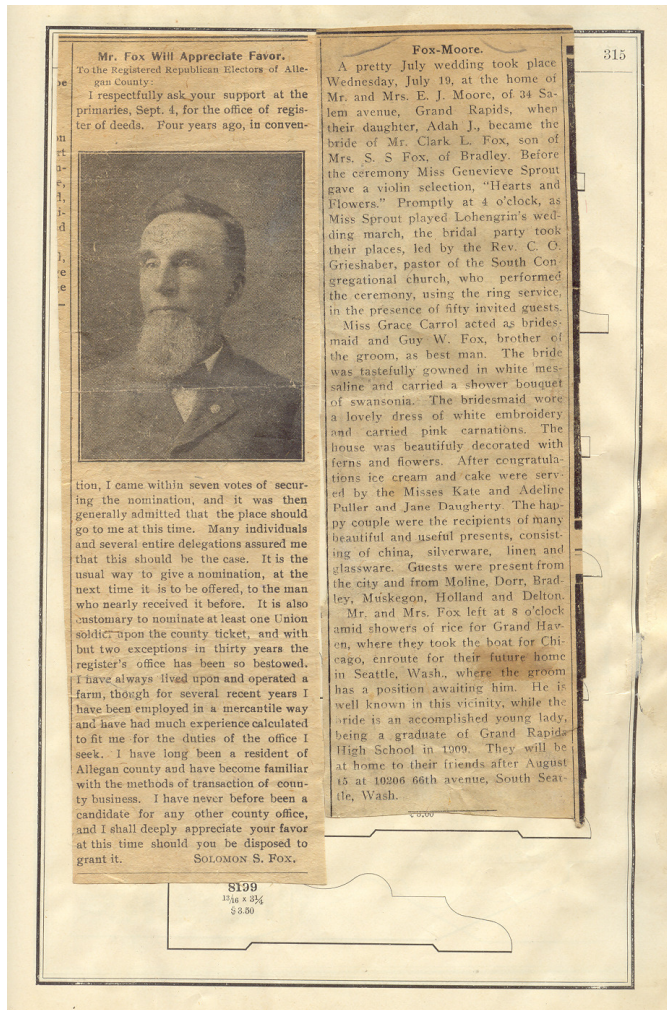 315
Mr. Fox Will Appreciate Favor.
To the Registered Republican Electors of Alle-
gan County:
I respectfully ask your support at the
primaries, Sept. 4, for the office of regis-
ter of deeds. Four years ago, in conven-
tion, I came within seven votes of secur-
ing the nomination, and it was then
generally admitted that the place should
go to me at this time. Many individuals
and several entire delegations assured me
that this should be the case. It is the
usual way to give a nomination, at the
next time it is to be offered, to the man
who nearly received it before. It is also
customary to nominate at least one Union
soldier upon the county ticket, and with
but two exceptions in thirty years the
register's office has been so bestowed.
I have always lived upon and operated a
farm, though for several recent years I
have been employed in a mercantile way
and have had much experience calculated
to fit me for the duties of the office I
seek. I have long been a resident of
Allegan county and have become familiar
with the methods of transaction of coun-
ty business. I have never before been a
candidate for any other county office,
and I shall deeply appreciate your favor
at this time should you be disposed to
grant it. SOLOMON S. FOX.
Fox-Moore.
A pretty July wedding took place
Wednesday, July 19, at the home of
Mr. and Mrs. E. J. Moore, of 34 Sa-
lem avenue, Grand Rapids, when
their daughter, Adah J., became the
bride of Mr. Clark L. Fox, son of
Mrs. S. S Fox, of Bradley. Before
the ceremony Miss Genevieve Sprout
gave a violin selection, "Hearts and
Flowers." Promptly at 4 o'clock, as
Miss Sprout played Lohengrin's wed-
ding march, the bridal party took
their places, led by the Rev. C. O.
Grieshaber, pastor of the South Con-
gregational church, who performed
the ceremony, using the ring service,
in the presence of fifty invited guests.
Miss Grace Carrol acted as brides-
maid and Guy W. Fox, brother of
the groom, as best man. The bride
was tastefully gowned in white mes-
saline and carried a shower bouquet
of swansonia. The bridesmaid wore
a lovely dress of white embroidery
and carried pink carnations. The
house was beautifuly decorated with
ferns and flowers. After congratula-
tions ice cream and cake were serv-
ed by the Misses Kate and Adeline
Puller and Jane Daugherty. The hap-
py couple were the recipients of many
beautiful and useful presents, consist-
ing of china, silverware, linen and
glassware. Guests were present from
the city and from Moline, Dorr, Brad-
ley, Muskegon, Holland and Delton.
Mr. and Mrs. Fox left at 8 o'clock
amid showers of rice for Grand Hav-
en, where they took the boat for Chi-
cago, enroute for their future home
in Seattle, Wash., where the groom
has a position awaiting him. He is
well known in this vicinity, while the
bride is an accomplished young lady,
being a graduate of Grand Rapids
High School in 1909. They will be
at home to their friends after August
15 at 10206 66th avenue, South Seat-
tle, Wash.
8199
13/16 x 3¼
$3.50